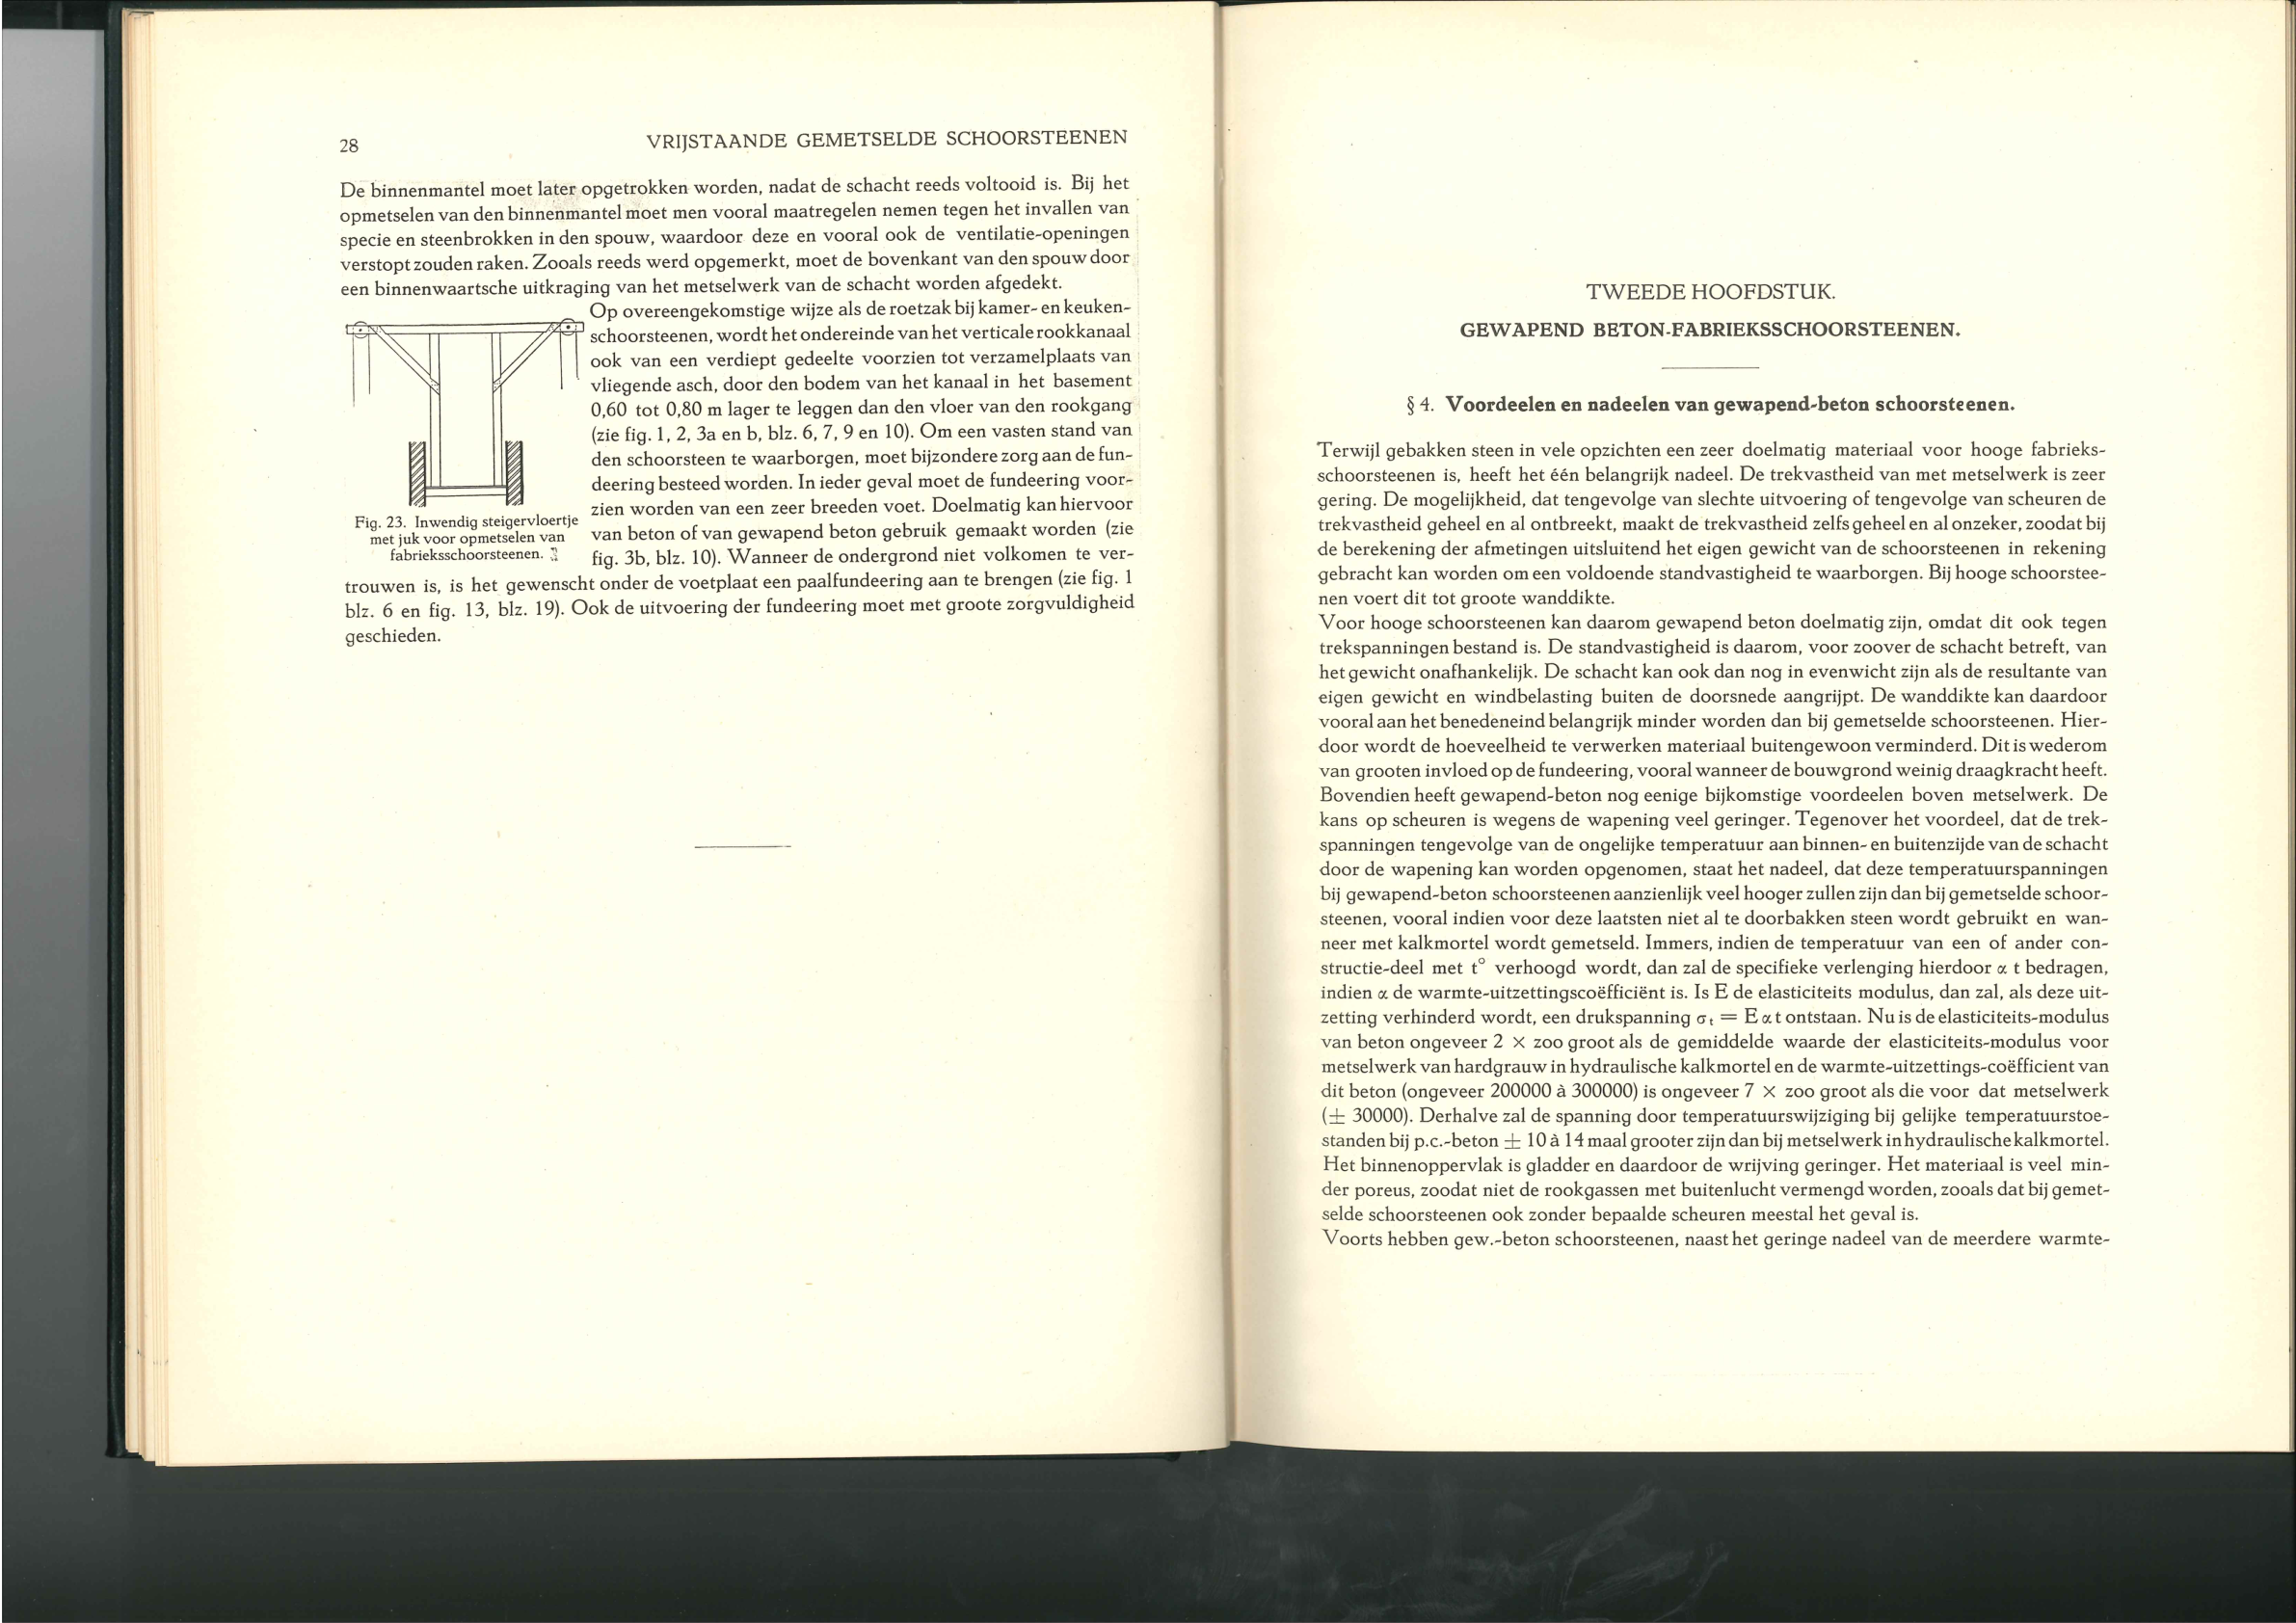 28
VRIJSTAANDE GEMETSELDE SCHOORSTEENEN
De binnenmantel moet later opgetrokken worden, nadat de schacht reeds voltooid is. Bij het
opmetselen van den binnenmantel moet men vooral maatregelen nemen tegen het invallen van
specie en steenbrokken in den spouw, waardoor deze en vooral ook de ventilatie-openingen
verstopt zouden raken. Zooals reeds werd opgemerkt, moet de bovenkant van den spouw door
een binnenwaartsche uitkraging van het metselwerk van de schacht worden afgedekt.
Op overeengekomstige wijze als de roetzak bij kamer- en keuken-
schoorsteenen, wordt het ondereinde van het verticale rookkanaal
ook van een verdiept gedeelte voorzien tot verzamelplaats van
vliegende asch, door den bodem van het kanaal in het basement
0,60 tot 0,80 m lager te leggen dan den vloer van den rookgang
(zie fig. 1, 2, 3a en b, blz. 6, 7, 9 en 10). Om een vasten stand van
den schoorsteen te waarborgen, moet bijzondere zorg aan de fun-
deering besteed worden. In ieder geval moet de fundeering voor-
zien worden van een zeer breeden voet. Doelmatig kan hiervoor
van beton of van gewapend beton gebruik gemaakt worden (zie
fig. 3b, blz. 10). Wanneer de ondergrond niet volkomen te ver-
trouwen is, is het gewenscht onder de voetplaat een paalfundeering aan te brengen (zie fig. 1
blz. 6 en fig. 13, blz. 19). Ook de uitvoering der fundeering moet met groote zorgvuldigheid
geschieden.
Fig. 23. Inwendig steigervloertje
met juk voor opmetselen van
fabrieksschoorsteenen.
TWEEDE HOOFDSTUK.
GEWAPEND BETON-FABRIEKSSCHOORSTEENEN.
§ 4. Voordeelen en nadeelen van gewapend-beton schoorsteenen.
Terwijl gebakken steen in vele opzichten een zeer doelmatig materiaal voor hooge fabrieks-
schoorsteenen is, heeft het één belangrijk nadeel. De trekvastheid van met metselwerk is zeer
gering. De mogelijkheid, dat tengevolge van slechte uitvoering of tengevolge van scheuren de
trekvastheid geheel en al ontbreekt, maakt de trekvastheid zelfs geheel en al onzeker, zoodat bij
de berekening der afmetingen uitsluitend het eigen gewicht van de schoorsteenen in rekening
gebracht kan worden om een voldoende standvastigheid te waarborgen. Bij hooge schoorstee-
nen voert dit tot groote wanddikte.
Voor hooge schoorsteenen kan daarom gewapend beton doelmatig zijn, omdat dit ook tegen
trekspanningen bestand is. De standvastigheid is daarom, voor zoover de schacht betreft, van
het gewicht onafhankelijk. De schacht kan ook dan nog in evenwicht zijn als de resultante van
eigen gewicht en windbelasting buiten de doorsnede aangrijpt. De wanddikte kan daardoor
vooral aan het benedeneind belangrijk minder worden dan bij gemetselde schoorsteenen. Hier-
door wordt de hoeveelheid te verwerken materiaal buitengewoon verminderd. Dit is wederom
van grooten invloed op de fundeering, vooral wanneer de bouwgrond weinig draagkracht heeft.
Bovendien heeft gewapend-beton nog eenige bijkomstige voordeelen boven metselwerk. De
kans op scheuren is wegens de wapening veel geringer. Tegenover het voordeel, dat de trek-
spanningen tengevolge van de ongelijke temperatuur aan binnen- en buitenzijde van de schacht
door de wapening kan worden opgenomen, staat het nadeel, dat deze temperatuurspanningen
bij gewapend-beton schoorsteenen aanzienlijk veel hooger zullen zijn dan bij gemetselde schoor-
steenen, vooral indien voor deze laatsten niet al te doorbakken steen wordt gebruikt en wan-
neer met kalkmortel wordt gemetseld. Immers, indien de temperatuur van een of ander con-
structie-deel met t° verhoogd wordt, dan zal de specifieke verlenging hierdoor α t bedragen,
indien α de warmte-uitzettingscoëfficiënt is. Is E de elasticiteits modulus, dan zal, als deze uit-
zetting verhinderd wordt, een drukspanning σt = E α t ontstaan. Nu is de elasticiteits-modulus
van beton ongeveer 2 × zoo groot als de gemiddelde waarde der elasticiteits-modulus voor
metselwerk van hardgrauw in hydraulische kalkmortel en de warmte-uitzettings-coëfficient van
dit beton (ongeveer 200000 à 300000) is ongeveer 7 × zoo groot als die voor dat metselwerk
(± 30000). Derhalve zal de spanning door temperatuurswijziging bij gelijke temperatuurstoe-
standen bij p.c.-beton ± 10 à 14 maal grooter zijn dan bij metselwerk in hydraulische kalkmortel.
Het binnenoppervlak is gladder en daardoor de wrijving geringer. Het materiaal is veel min-
der poreus, zoodat niet de rookgassen met buitenlucht vermengd worden, zooals dat bij gemet-
selde schoorsteenen ook zonder bepaalde scheuren meestal het geval is.
Voorts hebben gew.-beton schoorsteenen, naast het geringe nadeel van de meerdere warmte-